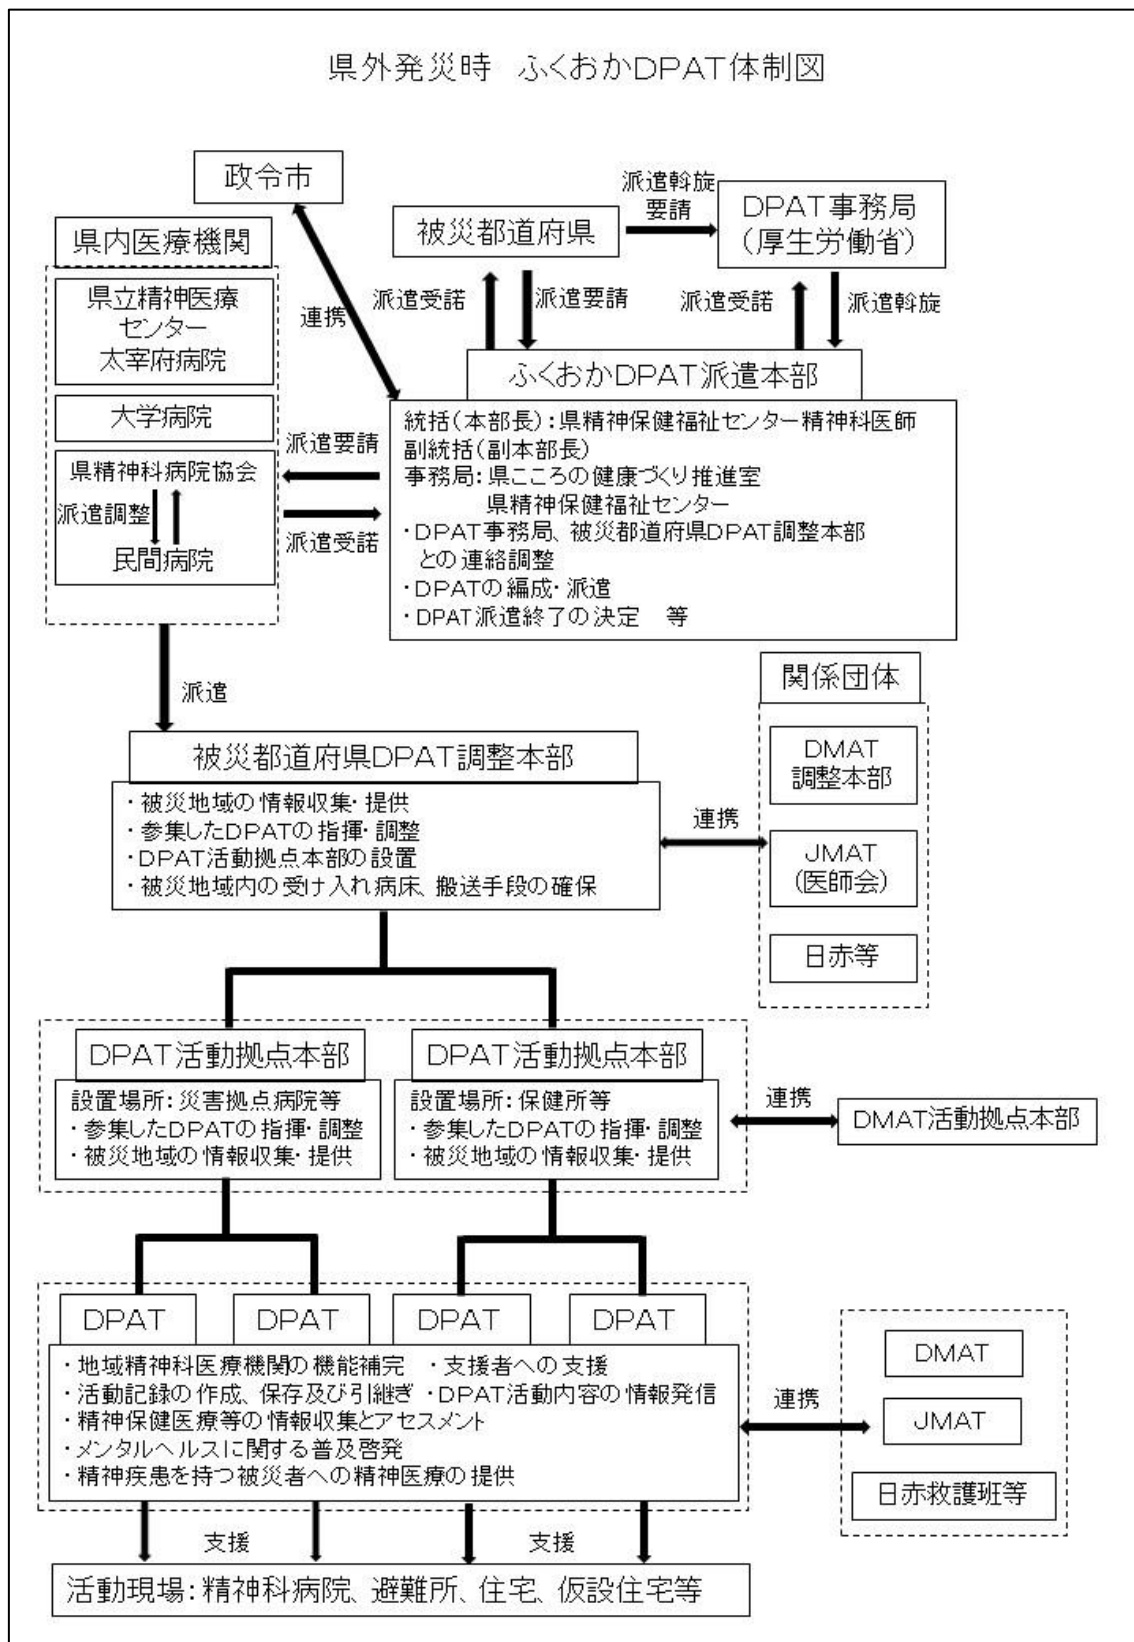 県外発災時 ふくおかDPAT体制図
政令市
県内医療機関
県立精神医療
センター
太宰府病院
大学病院
県精神科病院協会
派遣調整
民間病院
連携
被災都道府県
派遣斡旋
要請
DPAT事務局
(厚生労働省)
派遣受諾
派遣要請
派遣受諾
派遣斡旋
ふくおかDPAT派遣本部
統括(本部長):県精神保健福祉センター精神科医師
副統括(副本部長)
事務局:県こころの健康づくり推進室
県精神保健福祉センター
・DPAT事務局、被災都道府県DPAT調整本部
との連絡調整
・DPATの編成・派遣
・DPAT派遣終了の決定 等
派遣要請
派遣受諾
派遣
被災都道府県DPAT調整本部
・被災地域の情報収集・提供
・参集したDPATの指揮・調整
・DPAT活動拠点本部の設置
・被災地域内の受け入れ病床、搬送手段の確保
連携
関係団体
DMAT
調整本部
JMAT
(医師会)
日赤等
DPAT活動拠点本部
設置場所:災害拠点病院等
・参集したDPATの指揮・調整
・被災地域の情報収集・提供
DPAT活動拠点本部
設置場所:保健所等
・参集したDPATの指揮・調整
・被災地域の情報収集・提供
連携
DMAT活動拠点本部
DPAT
DPAT
DPAT
DPAT
・地域精神科医療機関の機能補完 ・支援者への支援
・活動記録の作成、保存及び引継ぎ ・DPAT活動内容の情報発信
・精神保健医療等の情報収集とアセスメント
・メンタルヘルスに関する普及啓発
・精神疾患を持つ被災者への精神医療の提供
連携
DMAT
JMAT
日赤救護班等
支援
支援
活動現場:精神科病院、避難所、住宅、仮設住宅等